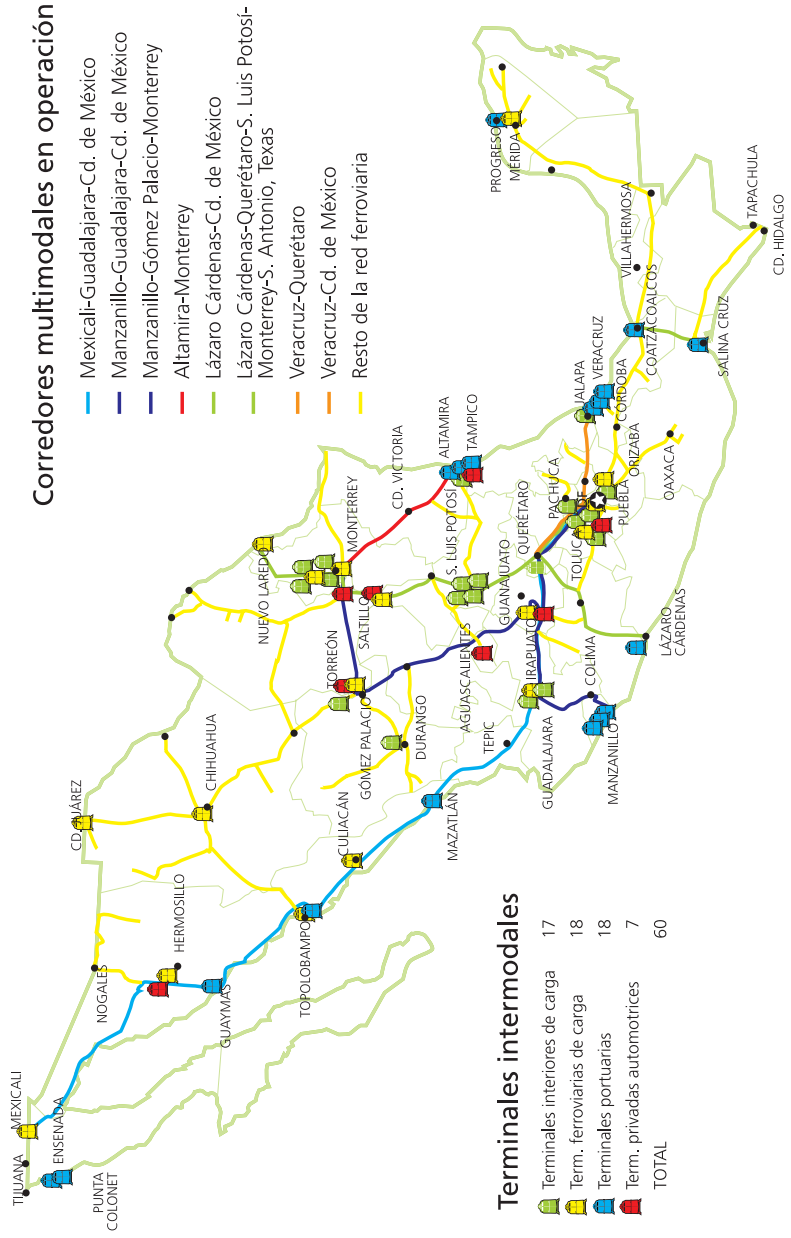 Corredores multimodales en operación
Mexicali-Guadalajara-Cd. de México
Manzanillo-Guadalajara-Cd. de México
Manzanillo-Gómez Palacio-Monterrey
Altamira-Monterrey
Lázaro Cárdenas-Cd. de México
Lázaro Cárdenas-Querétaro-S. Luis Potosí-
Monterrey-S. Antonio, Texas
Veracruz-Querétaro
Veracruz-Cd. de México
Resto de la red ferroviaria
TIJUANA
MEXICALI
ENSENADA
PUNTA
COLONET
NOGALES
HERMOSILLO
GUAYMAS
CD. JUÁREZ
CHIHUAHUA
TOPOLOBAMPO
CULIACÁN
MAZATLÁN
TEPIC
DURANGO
GÓMEZ PALACIO
TORREÓN
SALTILLO
NUEVO LAREDO
MONTERREY
CD. VICTORIA
ALTAMIRA
TAMPICO
S. LUIS POTOSÍ
AGUASCALIENTES
GUANAJUATO
IRAPUATO
QUERÉTARO
GUADALAJARA
COLIMA
MANZANILLO
LÁZARO
CÁRDENAS
TOLUCA
DF
PACHUCA
PUEBLA
ORIZABA
OAXACA
JALAPA
VERACRUZ
CÓRDOBA
COATZACOALCOS
SALINA CRUZ
VILLAHERMOSA
TAPACHULA
CD. HIDALGO
PROGRESO
MÉRIDA
Terminales intermodales
Terminales interiores de carga 17
Term. ferroviarias de carga 18
Terminales portuarias 18
Term. privadas automotrices 7
TOTAL 60